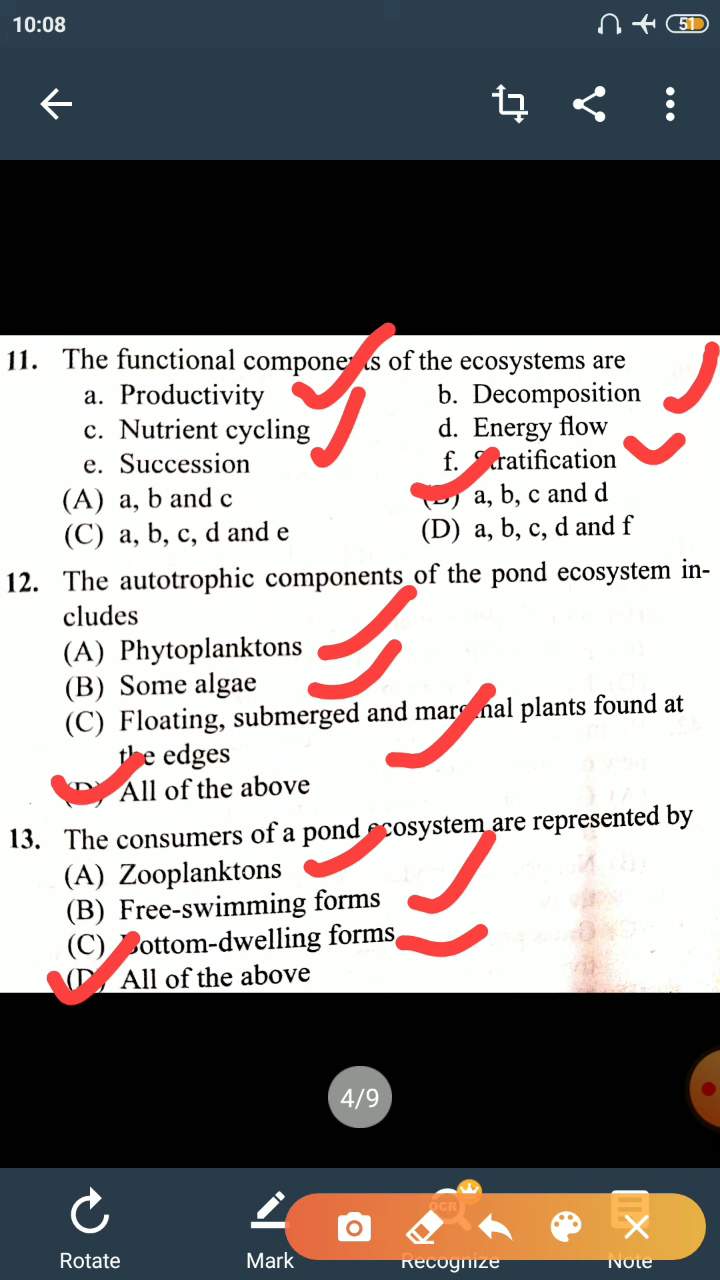 10:08
51
11. The functional components of the ecosystems are
a. Productivity b. Decomposition
c. Nutrient cycling d. Energy flow
e. Succession f. Stratification
(A) a, b and c (B) a, b, c and d
(C) a, b, c, d and e (D) a, b, c, d and f
12. The autotrophic components of the pond ecosystem in-
cludes
(A) Phytoplanktons
(B) Some algae
(C) Floating, submerged and marginal plants found at
the edges
(D) All of the above
13. The consumers of a pond ecosystem are represented by
(A) Zooplanktons
(B) Free-swimming forms
(C) Bottom-dwelling forms
(D) All of the above
4/9
OCR
Rotate Mark Recognize Note